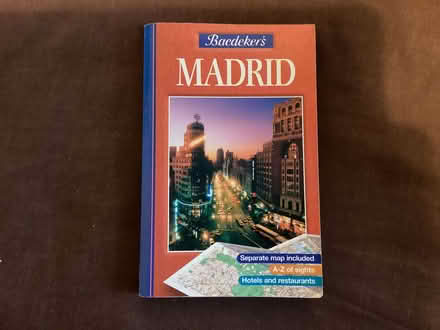 Baedeker's
MADRID
Separate map included
A-Z of sights
Hotels and restaurants